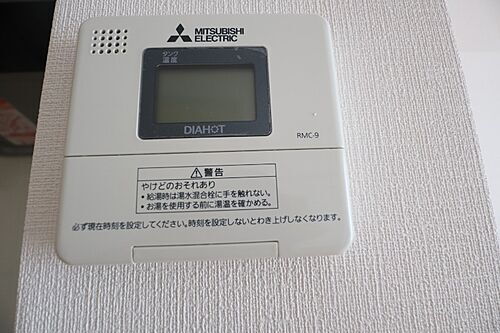 MITSUBISHI
ELECTRIC
タンク
温度
DIAHOT
RMC-9
警告
やけどのおそれあり
・給湯時は湯水混合栓に手を触れない。
・お湯を使用する前に湯温を確かめる。
必ず現在時刻を設定してください。時刻を設定しないとわき上げしなくなります。